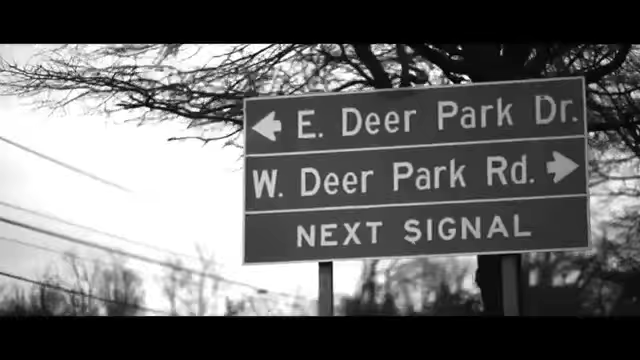 E. Deer Park Dr.
W. Deer Park Rd.
NEXT SIGNAL